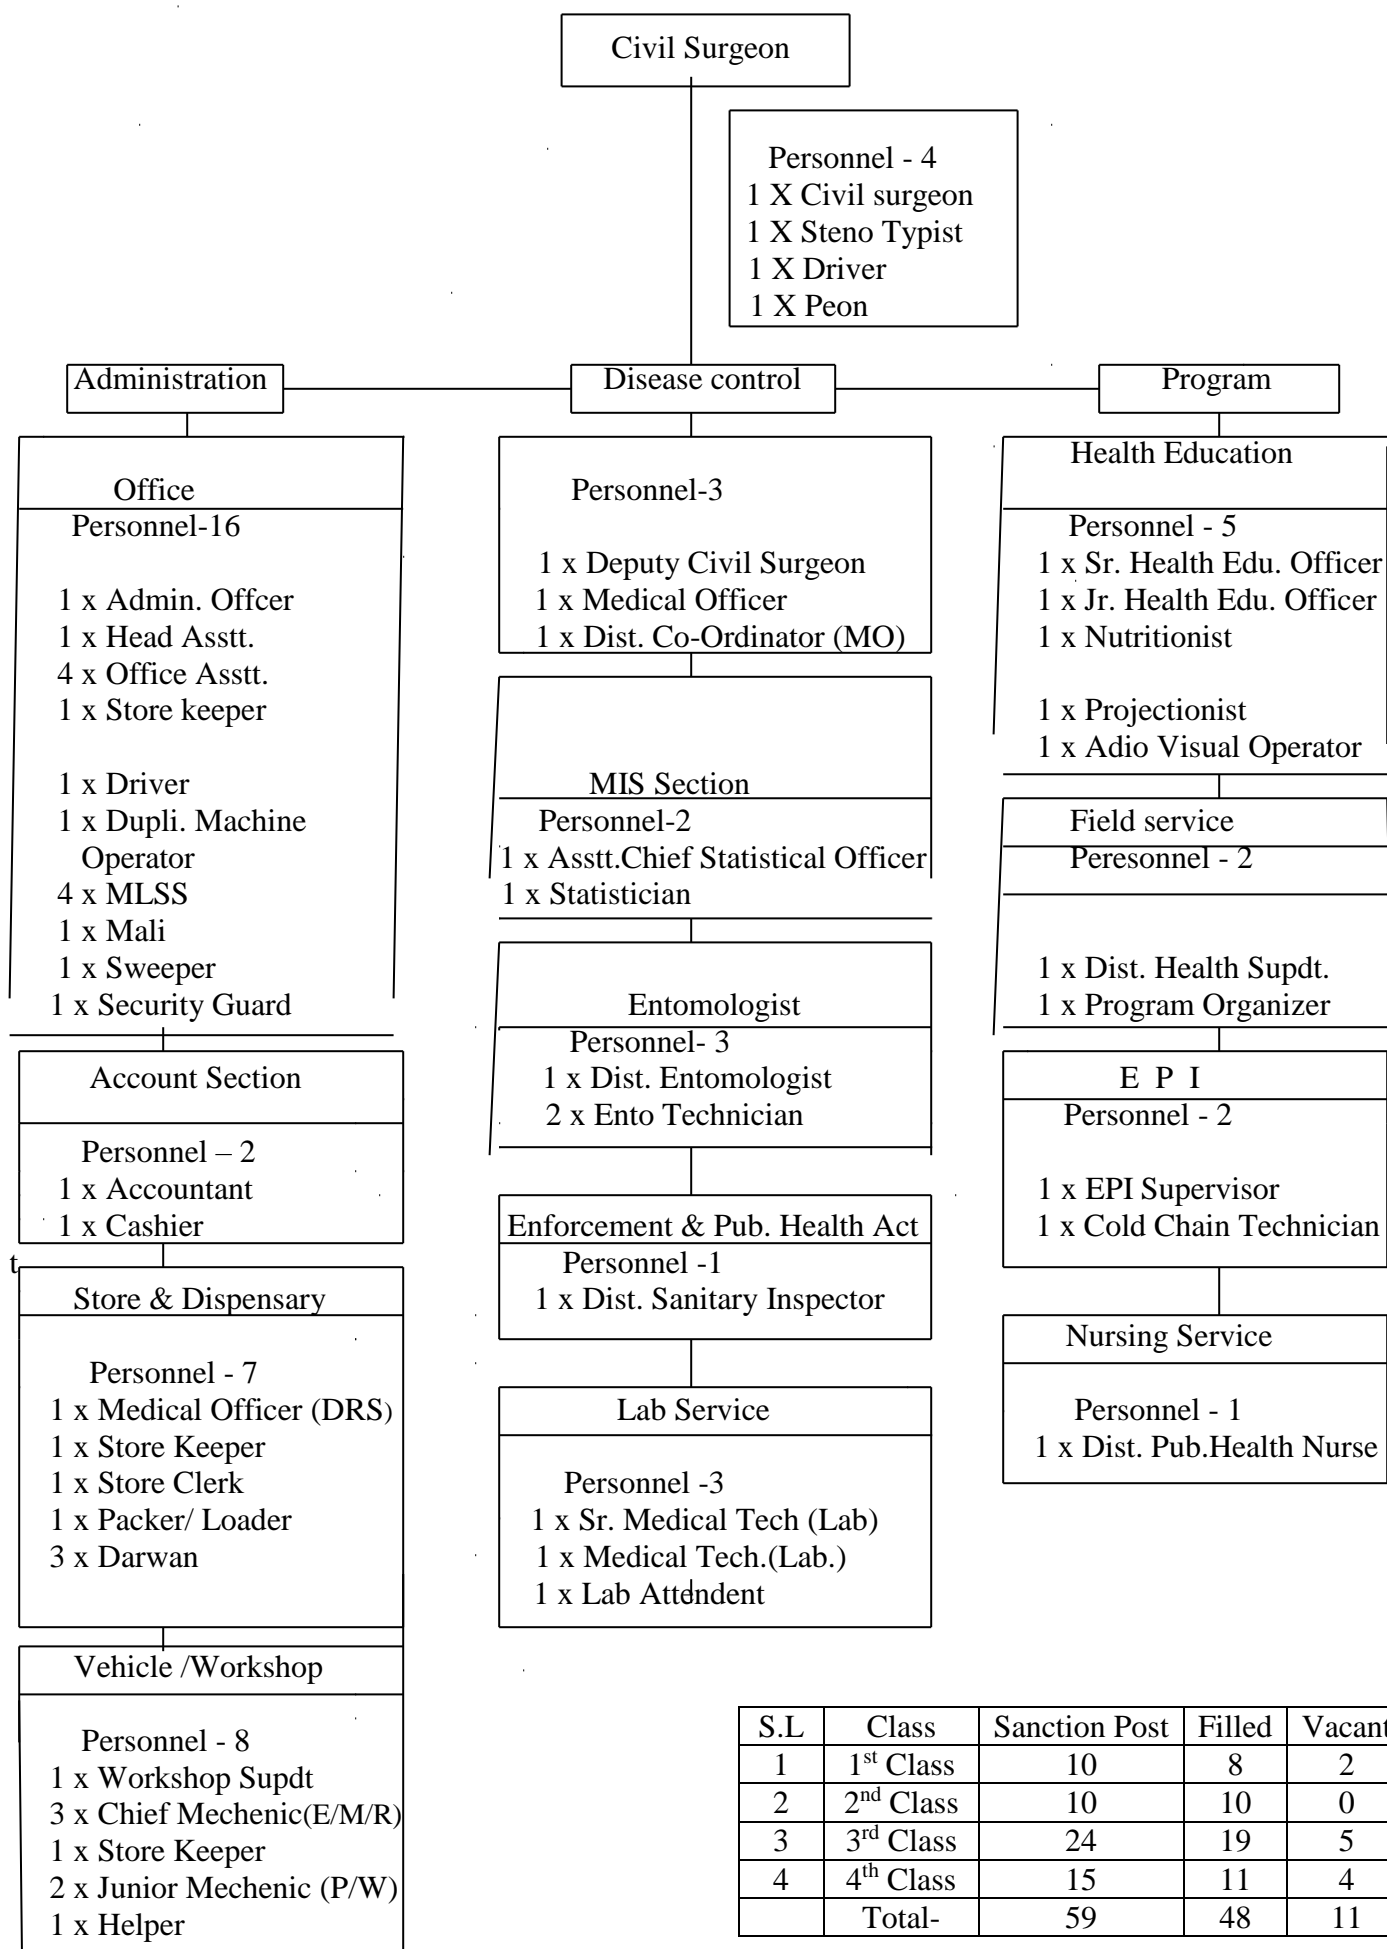 Civil Surgeon
Personnel - 4
1 X Civil surgeon
1 X Steno Typist
1 X Driver
1 X Peon
Administration
Disease control
Program
Office
Personnel-16
1 x Admin. Offcer
1 x Head Asstt.
4 x Office Asstt.
1 x Store keeper
1 x Driver
1 x Dupli. Machine
Operator
4 x MLSS
1 x Mali
1 x Sweeper
1 x Security Guard
Account Section
Personnel – 2
1 x Accountant
1 x Cashier
t
Store & Dispensary
Personnel - 7
1 x Medical Officer (DRS)
1 x Store Keeper
1 x Store Clerk
1 x Packer/ Loader
3 x Darwan
Vehicle /Workshop
Personnel - 8
1 x Workshop Supdt
3 x Chief Mechenic(E/M/R)
1 x Store Keeper
2 x Junior Mechenic (P/W)
1 x Helper
Personnel-3
1 x Deputy Civil Surgeon
1 x Medical Officer
1 x Dist. Co-Ordinator (MO)
MIS Section
Personnel-2
1 x Asstt.Chief Statistical Officer
1 x Statistician
Entomologist
Personnel- 3
1 x Dist. Entomologist
2 x Ento Technician
Enforcement & Pub. Health Act
Personnel -1
1 x Dist. Sanitary Inspector
Lab Service
Personnel -3
1 x Sr. Medical Tech (Lab)
1 x Medical Tech.(Lab.)
1 x Lab Attendent
Health Education
Personnel - 5
1 x Sr. Health Edu. Officer
1 x Jr. Health Edu. Officer
1 x Nutritionist
1 x Projectionist
1 x Adio Visual Operator
Field service
Peresonnel - 2
1 x Dist. Health Supdt.
1 x Program Organizer
E P I
Personnel - 2
1 x EPI Supervisor
1 x Cold Chain Technician
Nursing Service
Personnel - 1
1 x Dist. Pub.Health Nurse
S.L Class Sanction Post Filled Vacant
1 1st Class 10 8 2
2 2nd Class 10 10 0
3 3rd Class 24 19 5
4 4th Class 15 11 4
Total- 59 48 11